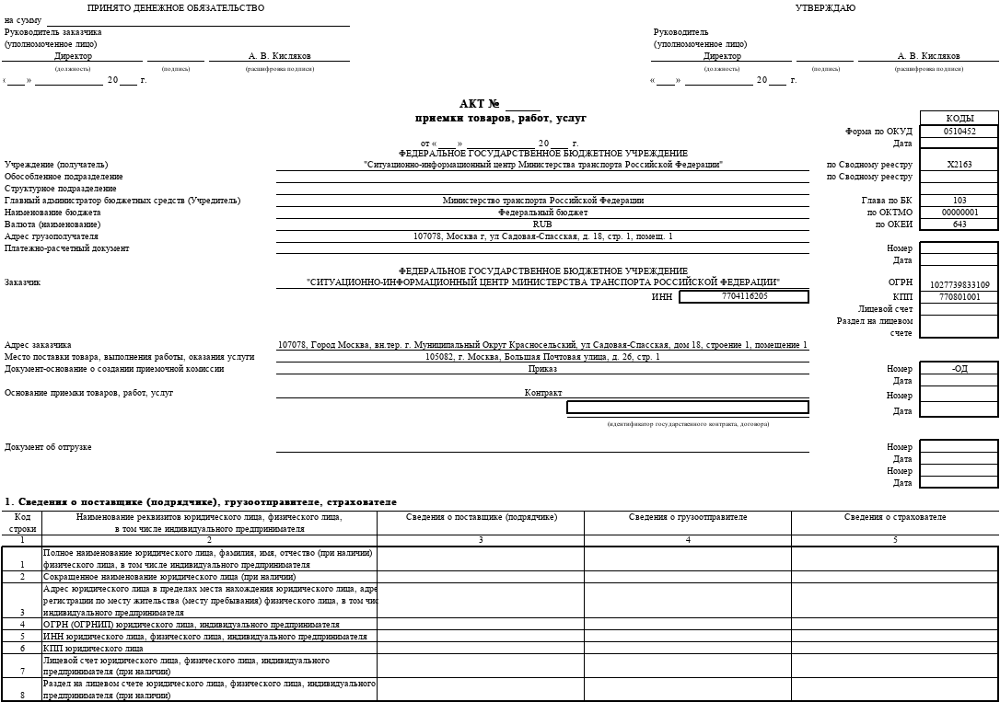 ПРИНЯТО ДЕНЕЖНОЕ ОБЯЗАТЕЛЬСТВО
УТВЕРЖДАЮ
на сумму
Руководитель заказчика
Руководитель
(уполномоченное лицо)
(уполномоченное лицо)
Директор А. В. Кисляков
Директор А. В. Кисляков
(должность) (подпись) (расшифровка подписи)
(должность) (подпись) (расшифровка подписи)
« ___ » ______ 20 ___ г.
« ___ » ______ 20 ___ г.
АКТ № ____
приемки товаров, работ, услуг
КОДЫ
Форма по ОКУД 0510452
от « ___ » ______ 20 ___ г. Дата
ФЕДЕРАЛЬНОЕ ГОСУДАРСТВЕННОЕ БЮДЖЕТНОЕ УЧРЕЖДЕНИЕ
Учреждение (получатель) "Ситуационно-информационный центр Министерства транспорта Российской Федерации" по Сводному реестру X2163
Обособленное подразделение по Сводному реестру
Структурное подразделение
Главный администратор бюджетных средств (Учредитель) Министерство транспорта Российской Федерации Глава по БК 103
Наименование бюджета Федеральный бюджет по ОКТМО 00000001
Валюта (наименование) RUB по ОКЕИ 643
Адрес грузополучателя 107078, Москва г, ул Садовая-Спасская, д. 18, стр. 1, помещ. 1
Платежно-расчетный документ Номер
Дата
ФЕДЕРАЛЬНОЕ ГОСУДАРСТВЕННОЕ БЮДЖЕТНОЕ УЧРЕЖДЕНИЕ
Заказчик "СИТУАЦИОННО-ИНФОРМАЦИОННЫЙ ЦЕНТР МИНИСТЕРСТВА ТРАНСПОРТА РОССИЙСКОЙ ФЕДЕРАЦИИ" ОГРН 1027739833109
ИНН 7704116205 КПП 770801001
Лицевой счет
Раздел на лицевом
счете
Адрес заказчика 107078, Город Москва, вн.тер. г. Муниципальный Округ Красносельский, ул Садовая-Спасская, дом 18, строение 1, помещение 1
Место поставки товара, выполнения работы, оказания услуги 105082, г. Москва, Большая Почтовая улица, д. 26, стр. 1
Документ-основание о создании приемочной комиссии Приказ Номер -ОД
Дата
Основание приемки товаров, работ, услуг Контракт Номер
Дата
(идентификатор государственного контракта, договора)
Документ об отгрузке Номер
Дата
Номер
Дата
1. Сведения о поставщике (подрядчике), грузоотправителе, страхователе
Код строки Наименование реквизитов юридического лица, физического лица, в том числе индивидуального предпринимателя Сведения о поставщике (подрядчике) Сведения о грузоотправителе Сведения о страхователе
1 2 3 4 5
Полное наименование юридического лица, фамилия, имя, отчество (при наличии)
1 физического лица, в том числе индивидуального предпринимателя
2 Сокращенное наименование юридического лица (при наличии)
Адрес юридического лица в пределах места нахождения юридического лица, адре
регистрации по месту жительства (месту пребывания) физического лица, в том чис
3 индивидуального предпринимателя
4 ОГРН (ОГРНИП) юридического лица, индивидуального предпринимателя
5 ИНН юридического лица, физического лица, индивидуального предпринимателя
6 КПП юридического лица
Лицевой счет юридического лица, физического лица, индивидуального
7 предпринимателя (при наличии)
Раздел на лицевом счете юридического лица, физического лица, индивидуального
8 предпринимателя (при наличии)